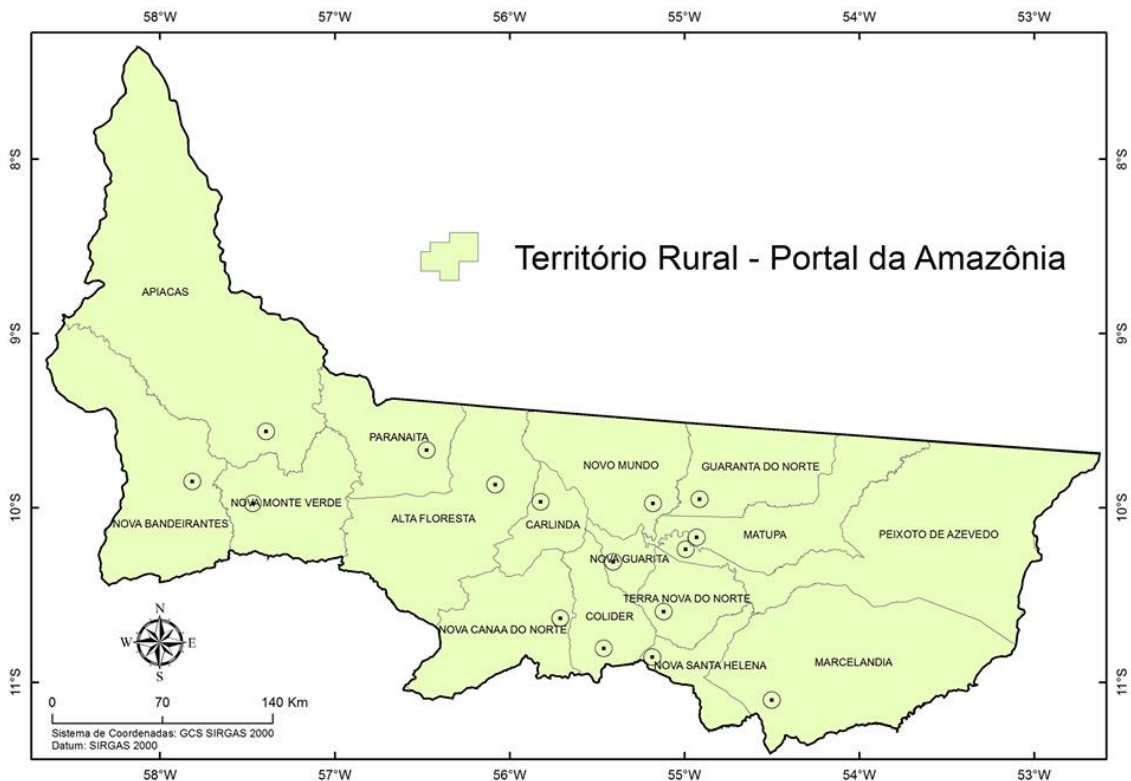 58°W 57°W 56°W 55°W 54°W 53°W
8°S 8°S
Território Rural - Portal da Amazônia
APIACAS
9°S 9°S
PARANAITA
NOVO MUNDO
GUARANTA DO NORTE
NOVA MONTE VERDE
10°S 10°S
NOVA BANDEIRANTES
ALTA FLORESTA
CARLINDA
MATUPA
PEIXOTO DE AZEVEDO
NOVA GUARITA
TERRA NOVA DO NORTE
COLIDER
NOVA CANAA DO NORTE
NOVA SANTA HELENA
MARCELANDIA
N
W E
S
11°S 11°S
0 70 140 Km
Sistema de Coordenadas: GCS SIRGAS 2000
Datum: SIRGAS 2000
58°W 57°W 56°W 55°W 54°W 53°W